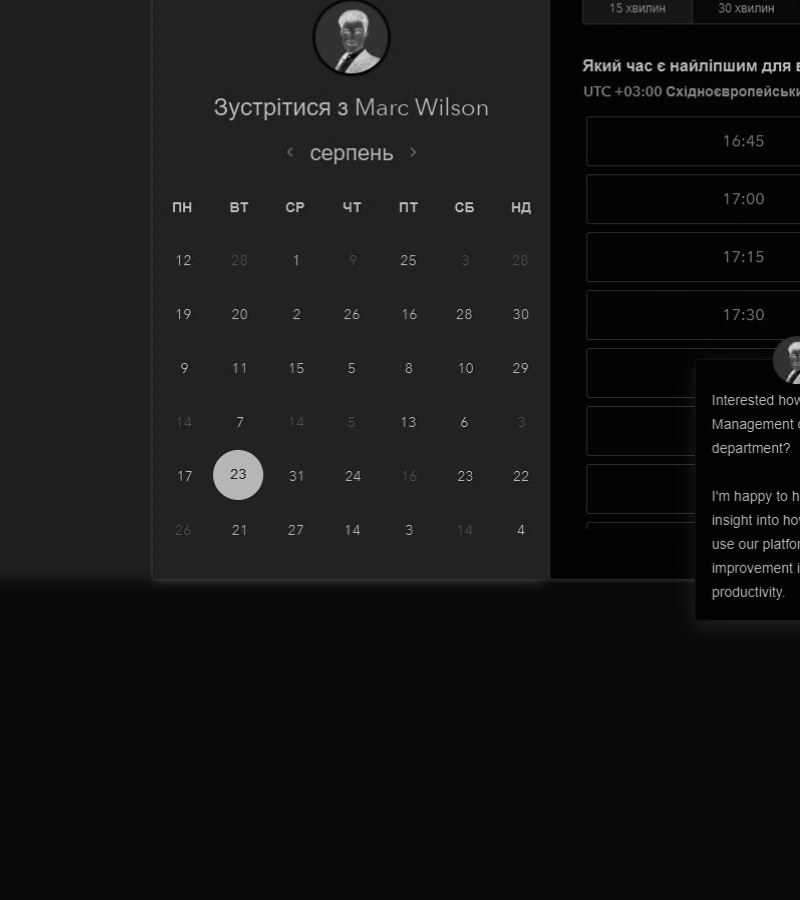 Зустрітися з Marc Wilson
‹ серпень ›
ПН ВТ СР ЧТ ПТ СБ НД
12 28 1 9 25 3 28
19 20 2 26 16 28 30
9 11 15 5 8 10 29
14 7 14 5 13 6 3
17 23 31 24 16 23 22
26 21 27 14 3 14 4
15 хвилин 30 хвилин
Який час є найліпшим для
UTC +03:00
16:45
17:00
17:15
17:30
Interested how
Management
department?
I'm happy to
insight into
use our
improvement
productivity.